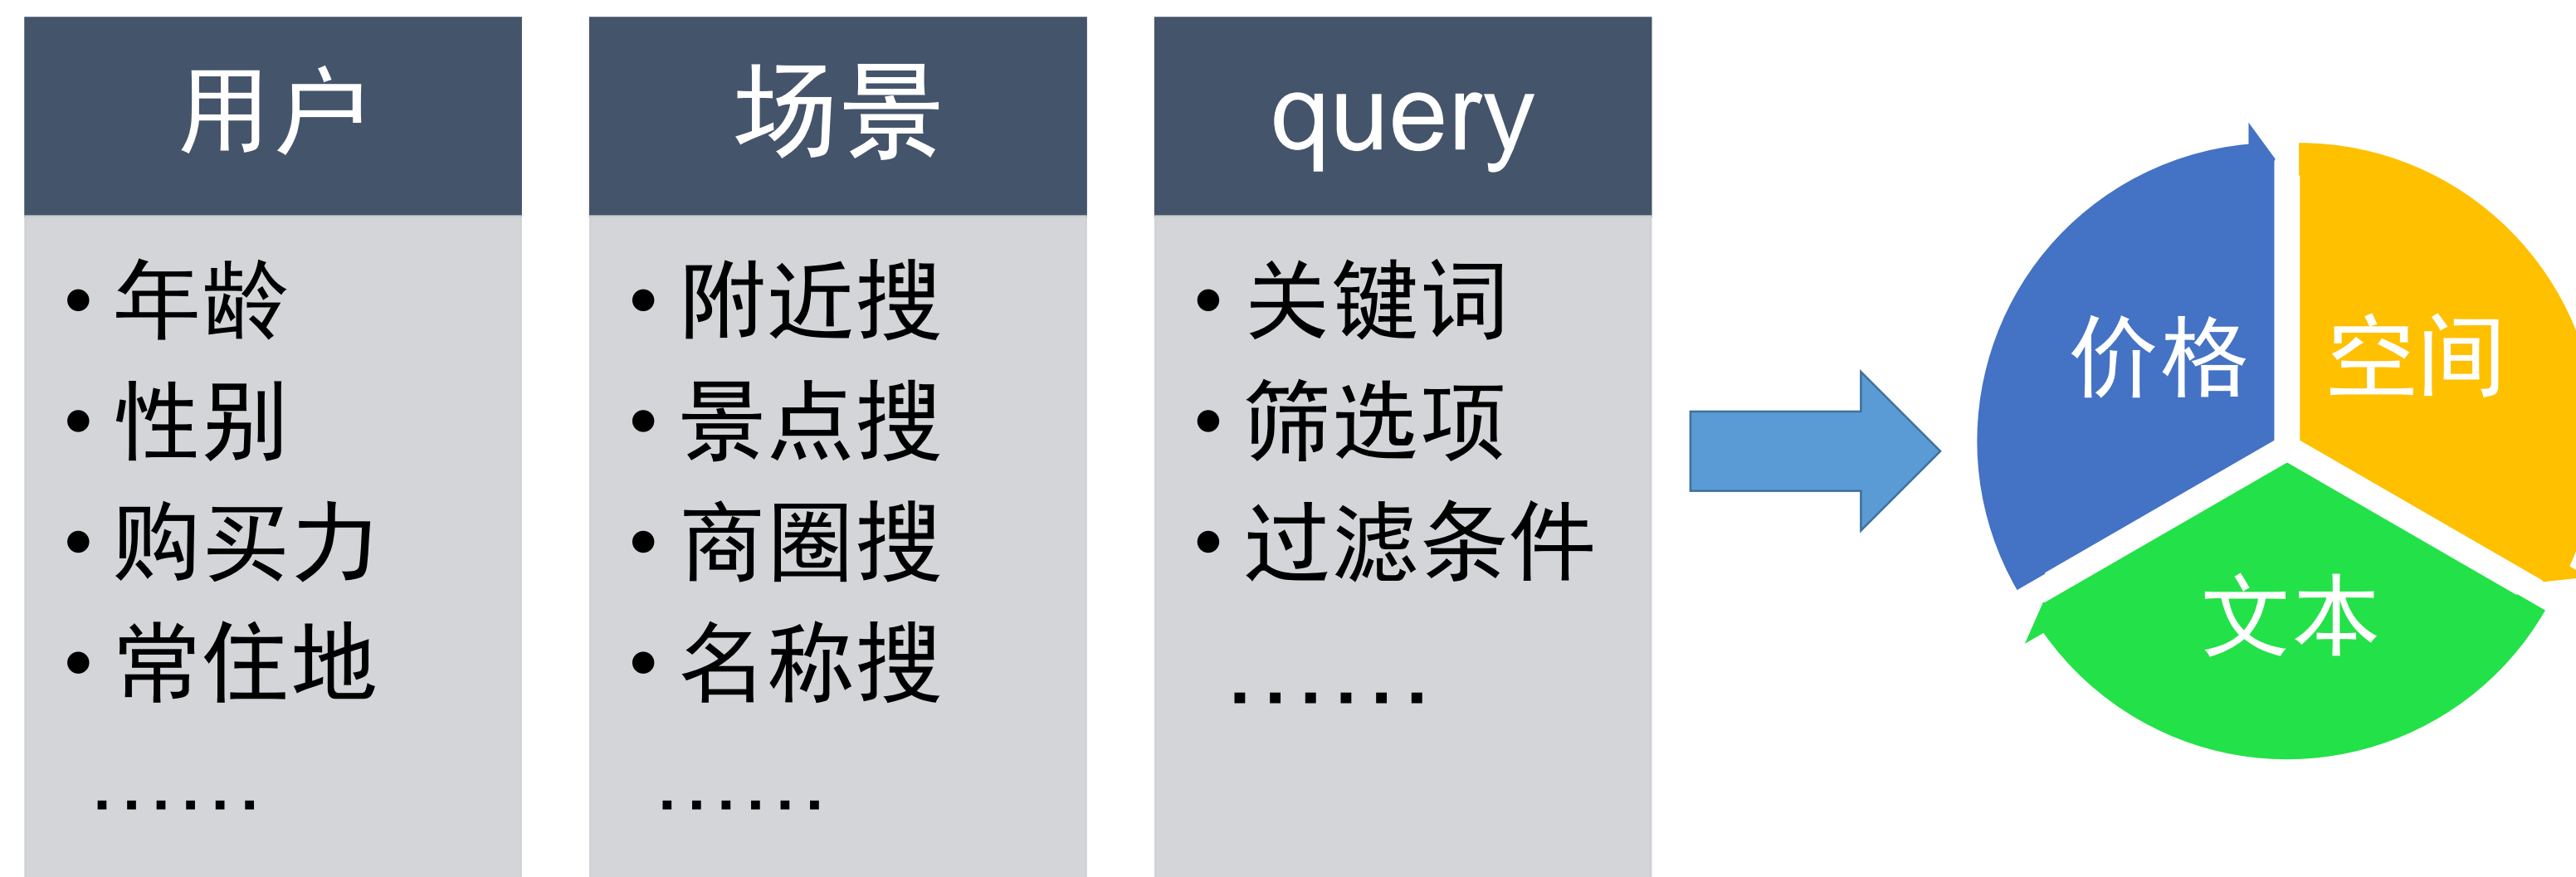 用户
• 年龄
• 性别
• 购买力
• 常住地
……
场景
• 附近搜
• 景点搜
• 商圈搜
• 名称搜
……
query
• 关键词
• 筛选项
• 过滤条件
……
价格
空间
文本